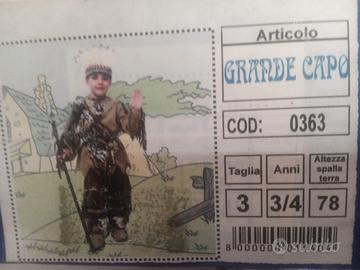 Articolo
GRANDE CAPO
COD: 0363
Taglia Anni Altezza
spalla
terra
3 3/4 78